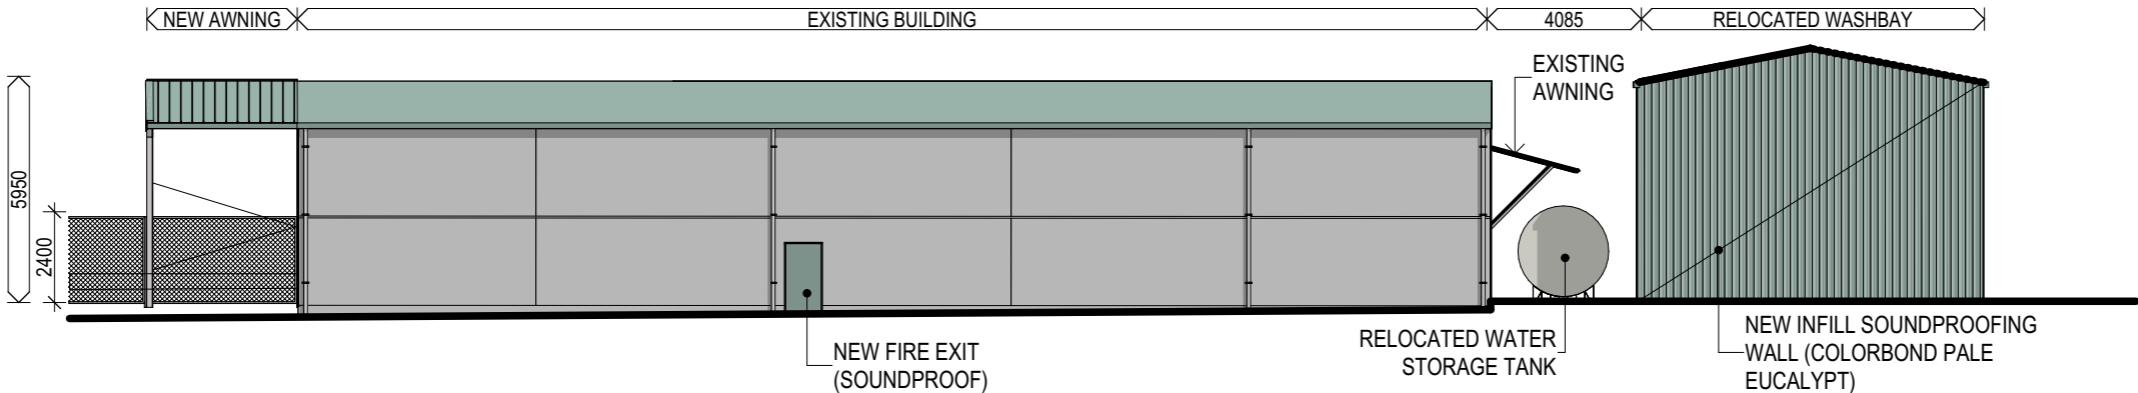 NEW AWNING
EXISTING BUILDING
4085
RELOCATED WASHBAY
EXISTING
AWNING
5950
2400
NEW FIRE EXIT
(SOUNDPROOF)
RELOCATED WATER
STORAGE TANK
NEW INFILL SOUNDPROOFING
WALL (COLORBOND PALE
EUCALYPT)